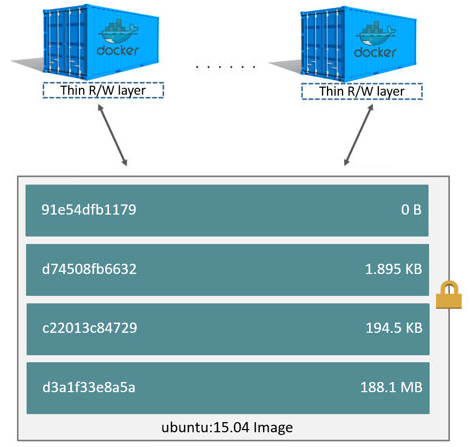 docker
docker
. . . . . .
Thin R/W layer
Thin R/W layer
91e54dfb1179 0 B
d74508fb6632 1.895 KB
c22013c84729 194.5 KB
d3a1f33e8a5a 188.1 MB
ubuntu:15.04 Image